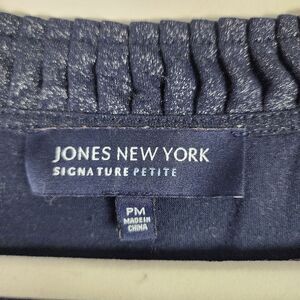 JONES NEW YORK
SIGNATURE PETITE
PM
MADE IN
CHINA